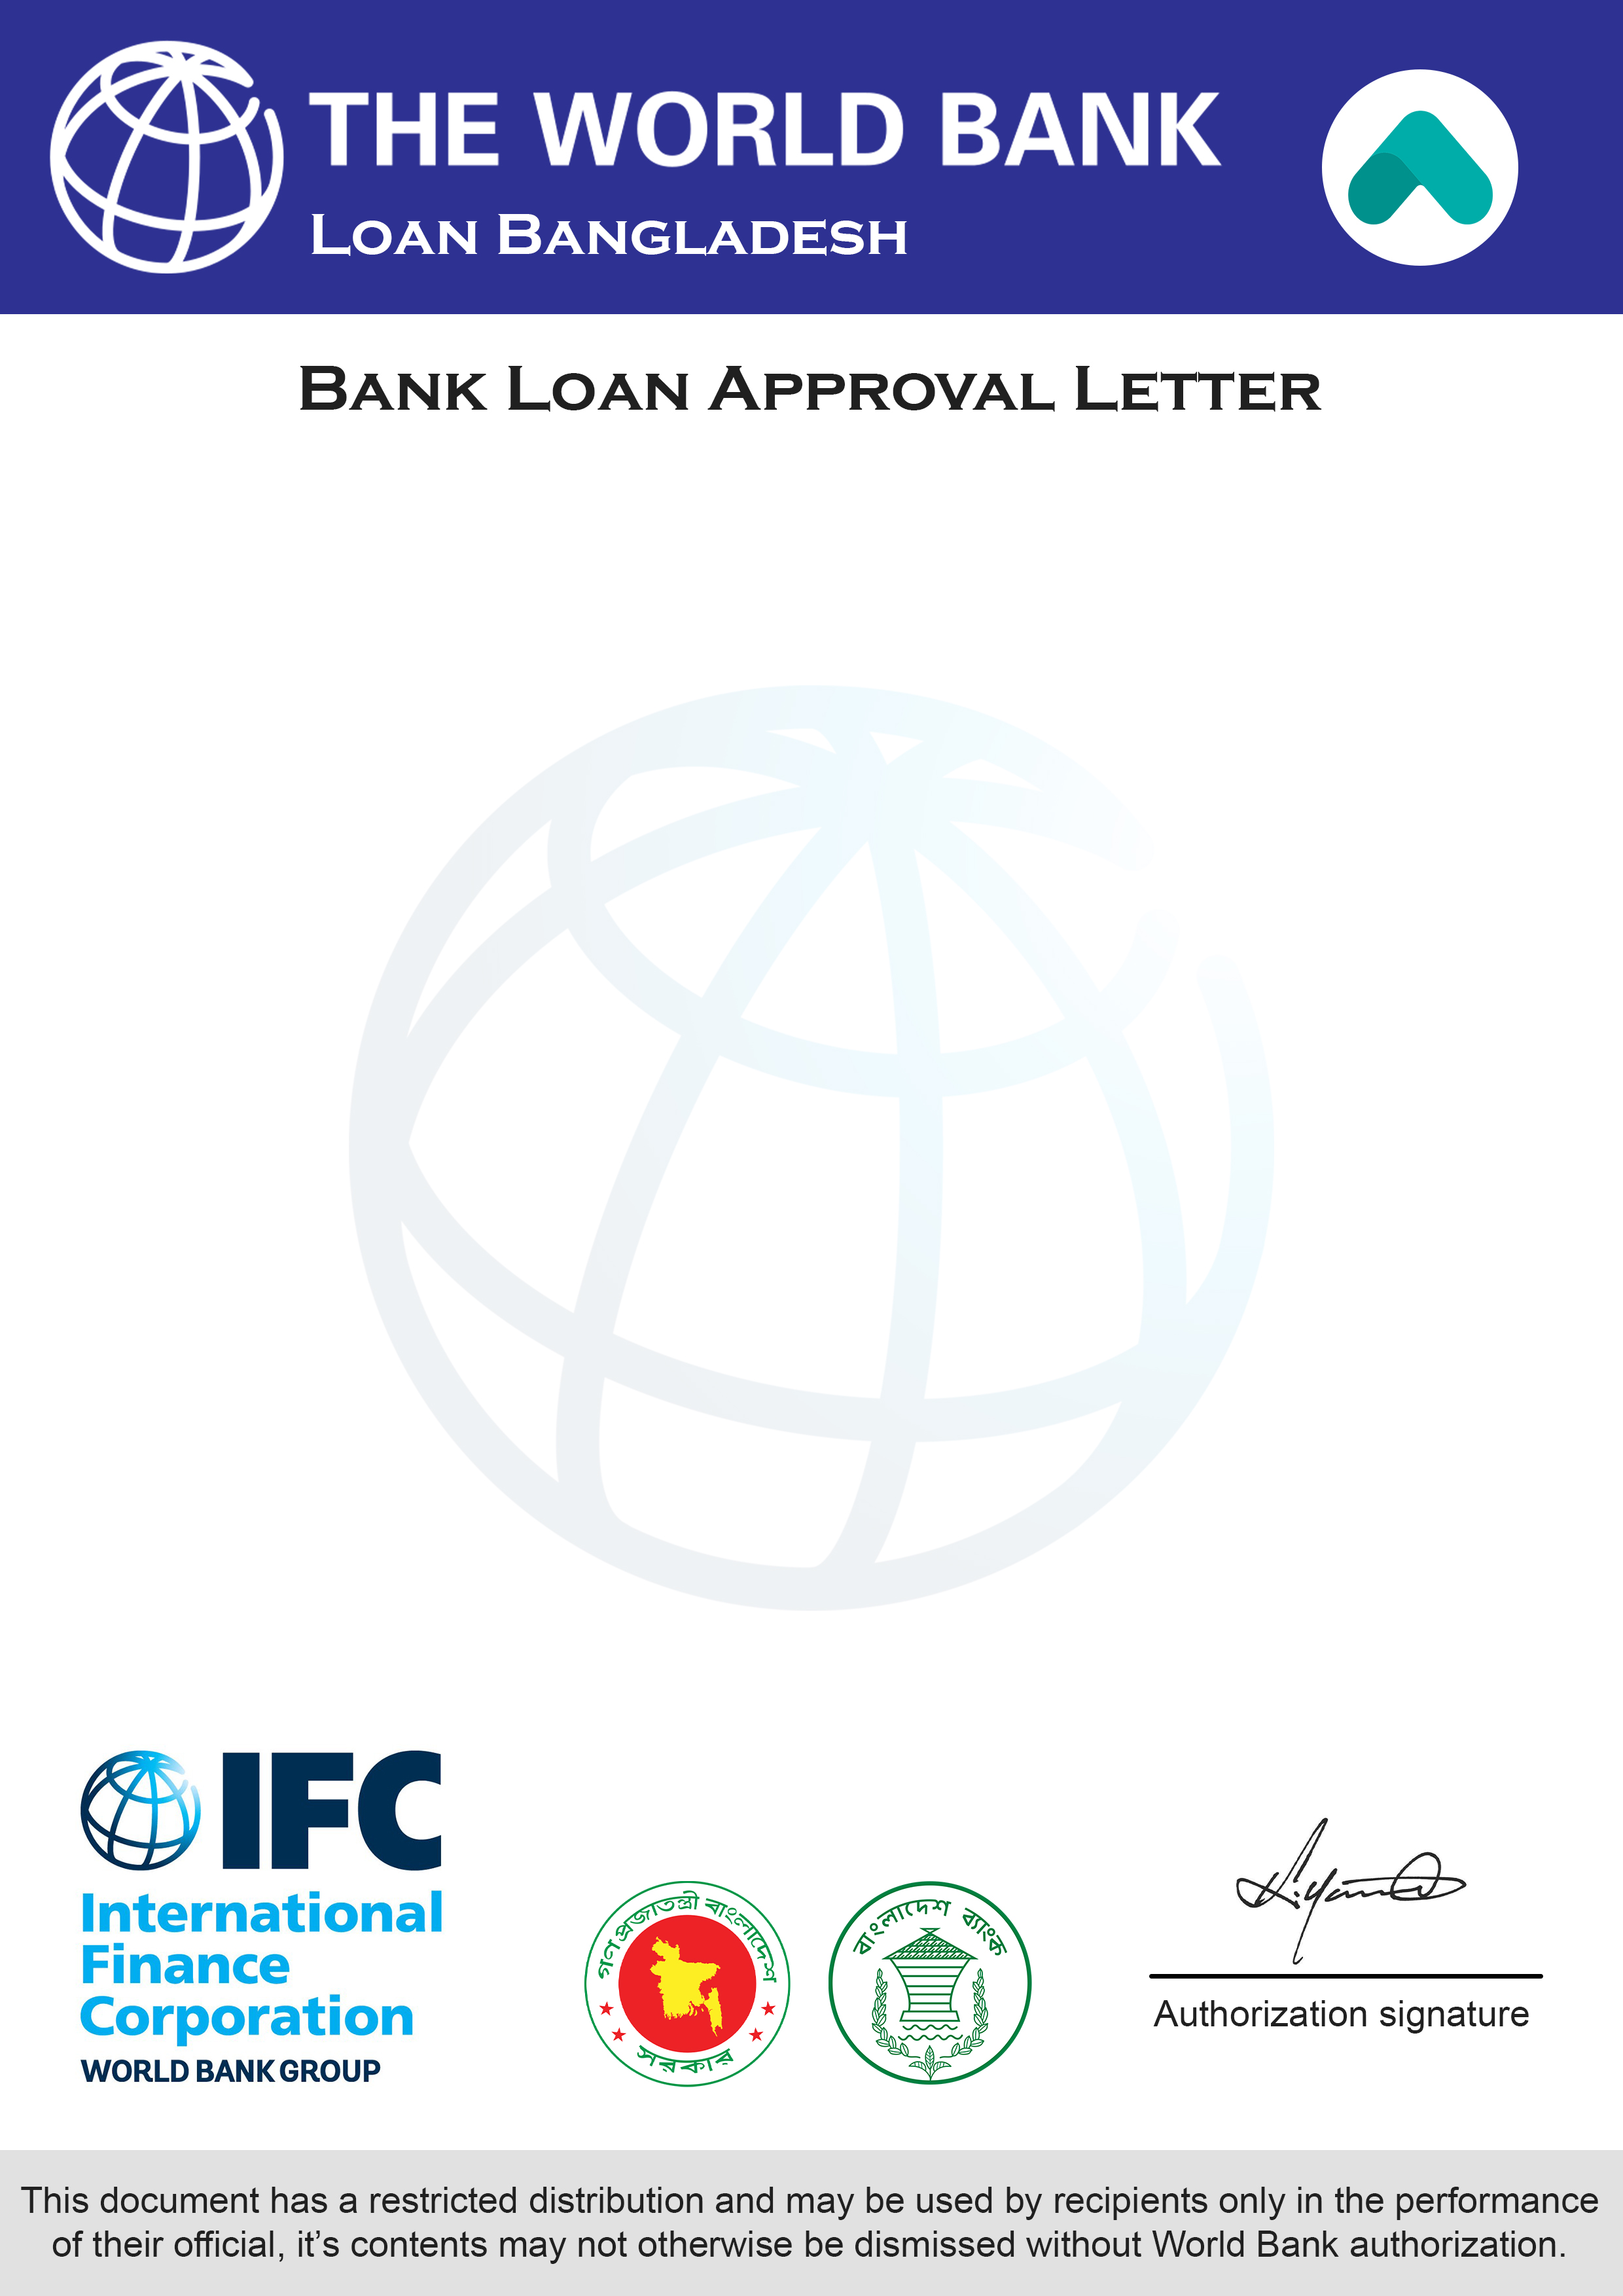 THE WORLD BANK
LOAN BANGLADESH
BANK LOAN APPROVAL LETTER
IFC
International
Finance
Corporation
WORLD BANK GROUP
গণপ্রজাতন্ত্রী বাংলাদেশ
সরকার
বাংলাদেশ ব্যাংক
Authorization signature
This document has a restricted distribution and may be used by recipients only in the performance
of their official, it’s contents may not otherwise be dismissed without World Bank authorization.